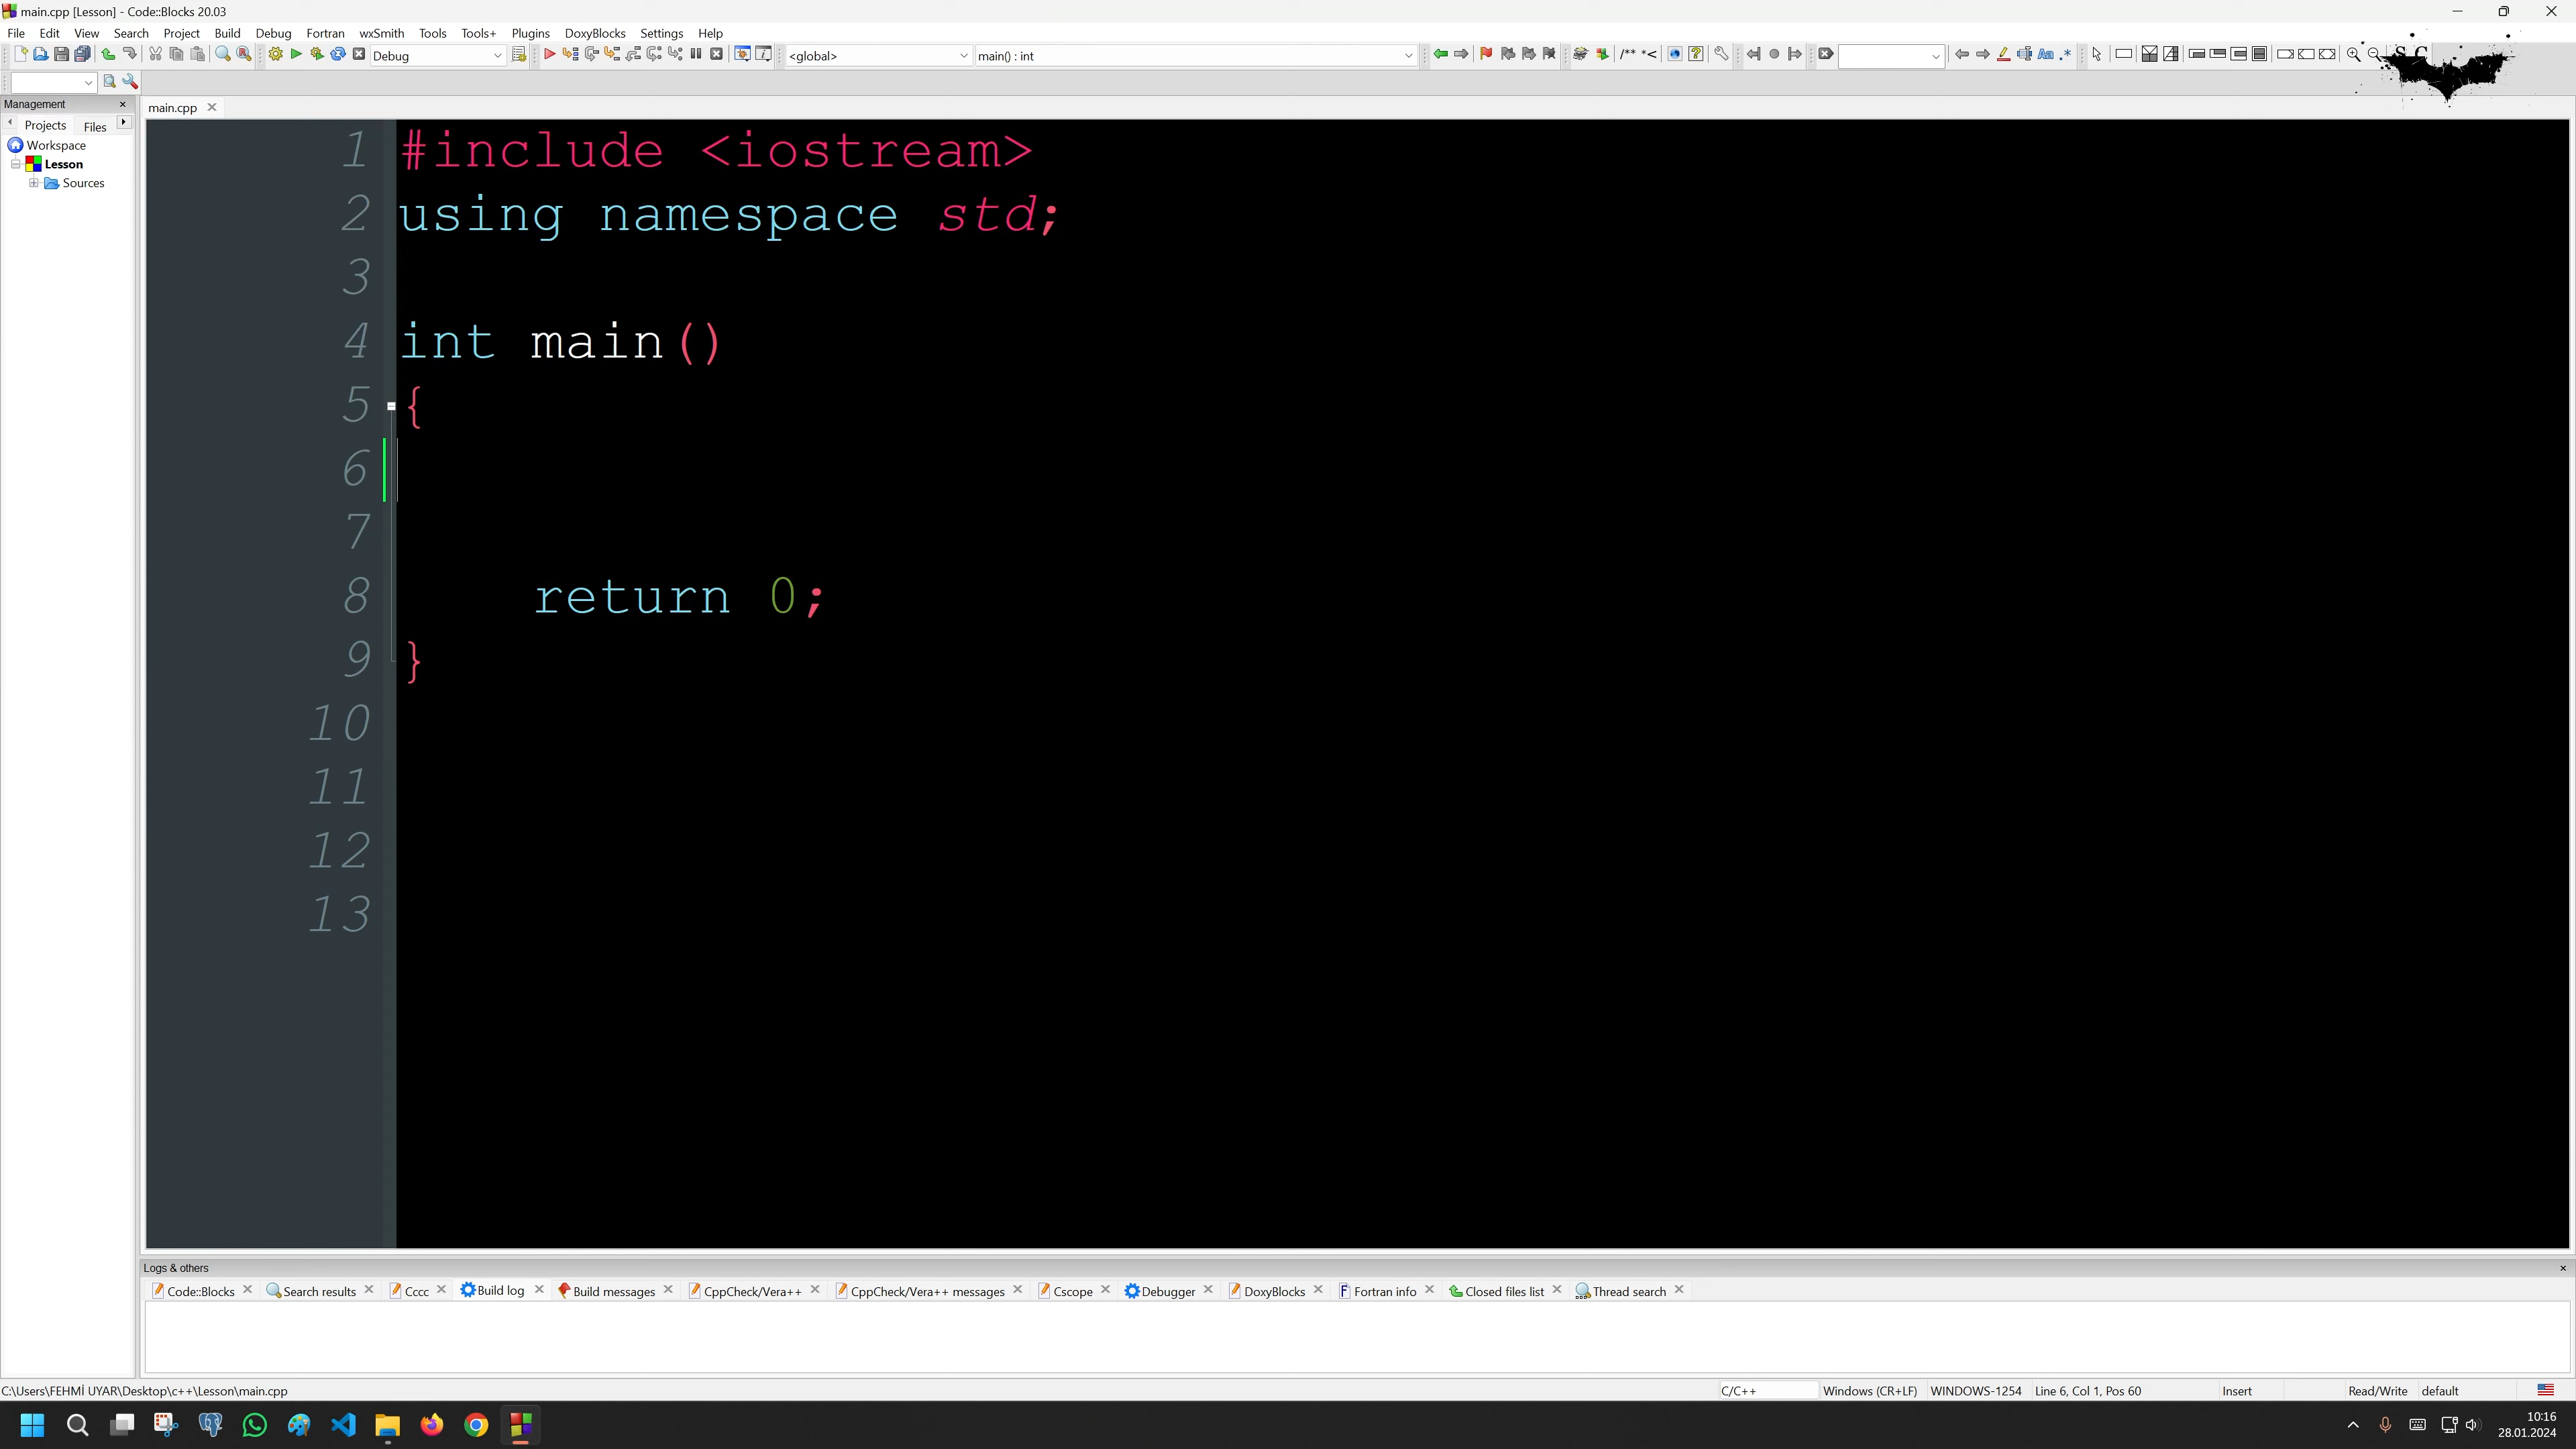 main.cpp [Lesson] - Code::Blocks 20.03
File Edit View Search Project Build Debug Fortran wxSmith Tools Tools+ Plugins DoxyBlocks Settings Help
Debug <global> main() : int /** *< Aa .* S C
Management
main.cpp
Projects Files
Workspace
Lesson
Sources
1 #include <iostream>
2 using namespace std;
3
4 int main()
5 {
6
7
8 return 0;
9 }
10
11
12
13
Logs & others
Code::Blocks Search results Cccc Build log Build messages CppCheck/Vera++ CppCheck/Vera++ messages Cscope Debugger DoxyBlocks Fortran info Closed files list Thread search
C:\Users\FEHMİ UYAR\Desktop\c++\Lesson\main.cpp C/C++ Windows (CR+LF) WINDOWS-1254 Line 6, Col 1, Pos 60 Insert Read/Write default
10:16
28.01.2024